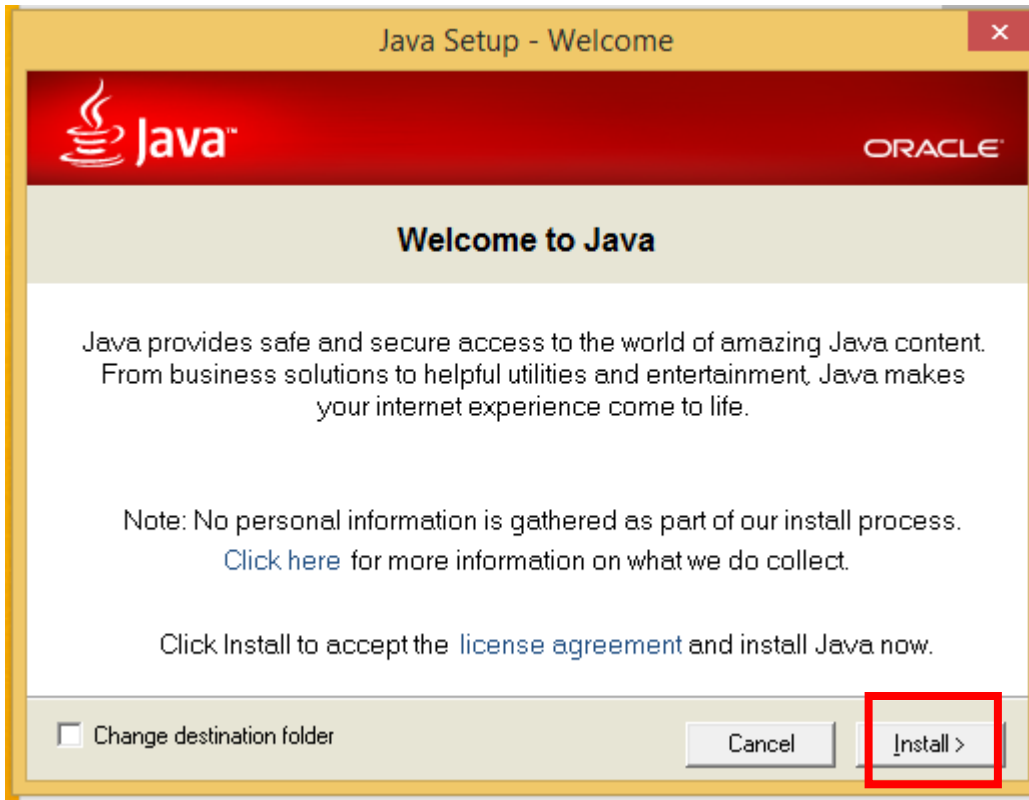 Java Setup - Welcome
Java™
ORACLE
Welcome to Java
Java provides safe and secure access to the world of amazing Java content.
From business solutions to helpful utilities and entertainment, Java makes
your internet experience come to life.
Note: No personal information is gathered as part of our install process.
Click here for more information on what we do collect.
Click Install to accept the license agreement and install Java now.
Change destination folder
Cancel
Install >